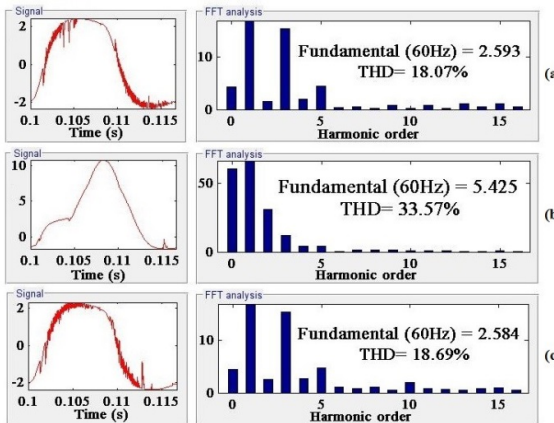 Signal
2
0
-2
0.1 0.105 0.11 0.115
Time (s)
FFT analysis
10
0
Fundamental (60Hz) = 2.593
THD= 18.07%
0 5 10 15
Harmonic order
Signal
10
5
0
0.1 0.105 0.11 0.115
Time (s)
FFT analysis
50
0
Fundamental (60Hz) = 5.425
THD= 33.57%
0 5 10 15
Harmonic order
(b
Signal
2
0
-2
0.1 0.105 0.11 0.115
Time (s)
FFT analysis
10
0
Fundamental (60Hz) = 2.584
THD= 18.69%
0 5 10 15
Harmonic order